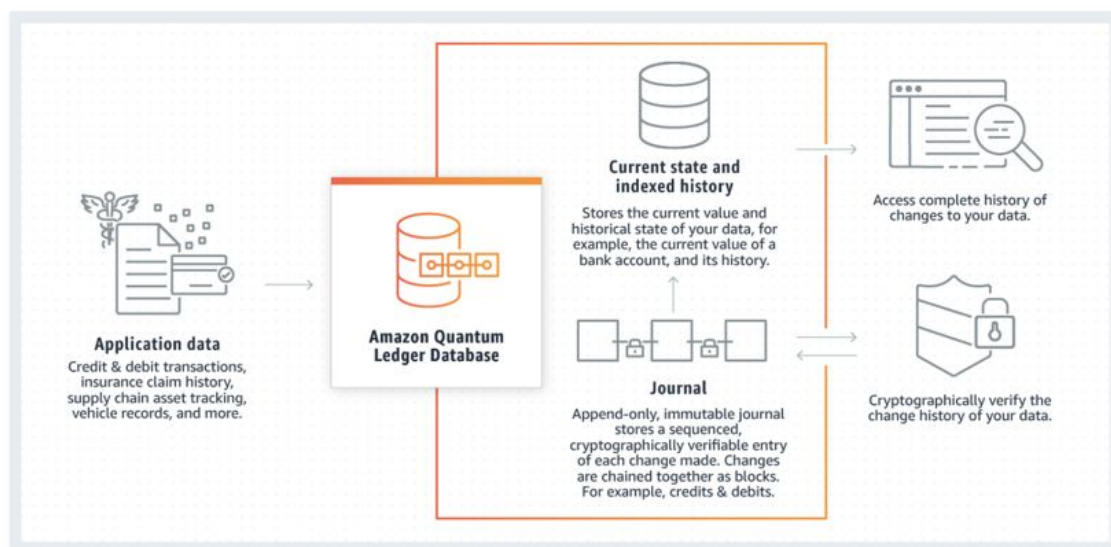 Application data
Credit & debit transactions,
insurance claim history,
supply chain asset tracking,
vehicle records, and more.
Amazon Quantum
Ledger Database
Current state and
indexed history
Stores the current value and
historical state of your data, for
example, the current value of a
bank account, and its history.
Journal
Append-only, immutable journal
stores a sequenced,
cryptographically verifiable entry
of each change made. Changes
are chained together as blocks.
For example, credits & debits.
Access complete history of
changes to your data.
Cryptographically verify the
change history of your data.